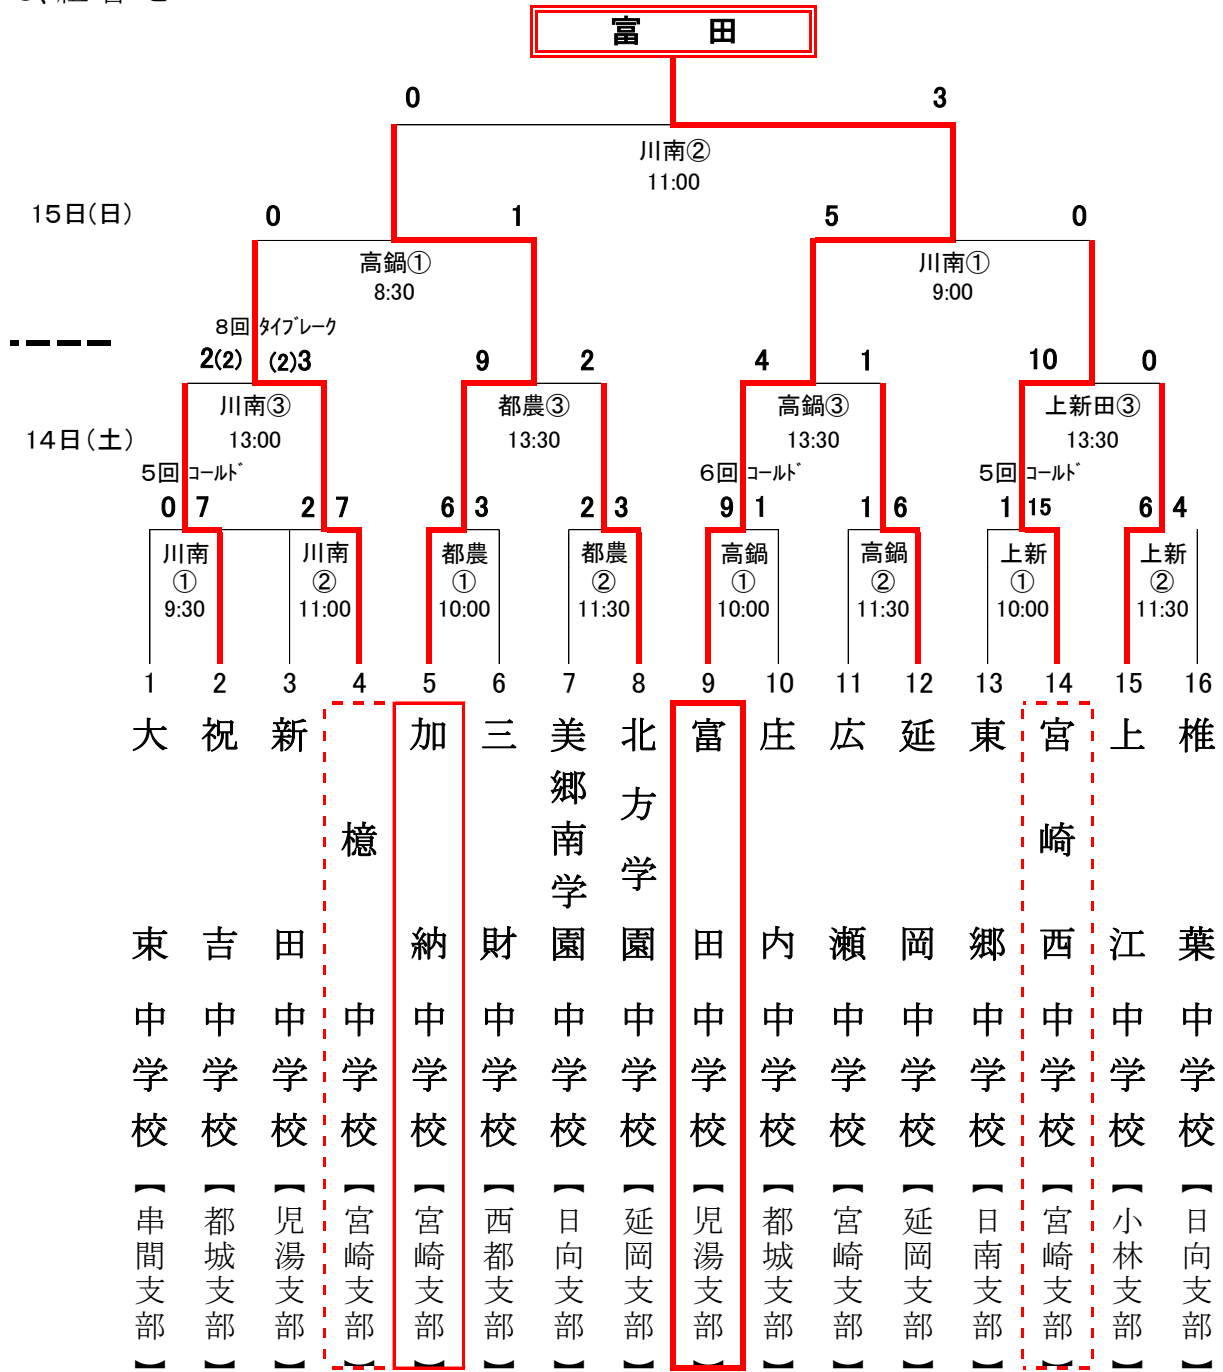 富　田
0 3
川南②
11:00
15日(日)
0 1 5 0
高鍋① 川南①
8:30 9:00
8回 ﾀｲﾌﾞﾚｰｸ
2(2) (2)3 9 2 4 1 10 0
川南③ 都農③ 高鍋③ 上新田③
14日(土)
13:00 13:30 13:30 13:30
5回 ｺｰﾙﾄﾞ 6回 ｺｰﾙﾄﾞ 5回 ｺｰﾙﾄﾞ
0 7 2 7 6 3 2 3 9 1 1 6 1 15 6 4
川南① 川南② 都農① 都農② 高鍋① 高鍋② 上新① 上新②
9:30 11:00 10:00 11:30 10:00 11:30 10:00 11:30
1 2 3 4 5 6 7 8 9 10 11 12 13 14 15 16
大束中学校【串間支部】
祝吉中学校【都城支部】
新田中学校【児湯支部】
檍中学校【宮崎支部】
加納中学校【宮崎支部】
三財中学校【西都支部】
美郷南学園中学校【日向支部】
北方学園中学校【延岡支部】
富田中学校【児湯支部】
庄内中学校【都城支部】
広瀬中学校【宮崎支部】
延岡中学校【延岡支部】
東郷中学校【日南支部】
宮崎西中学校【宮崎支部】
上江中学校【小林支部】
椎葉中学校【日向支部】